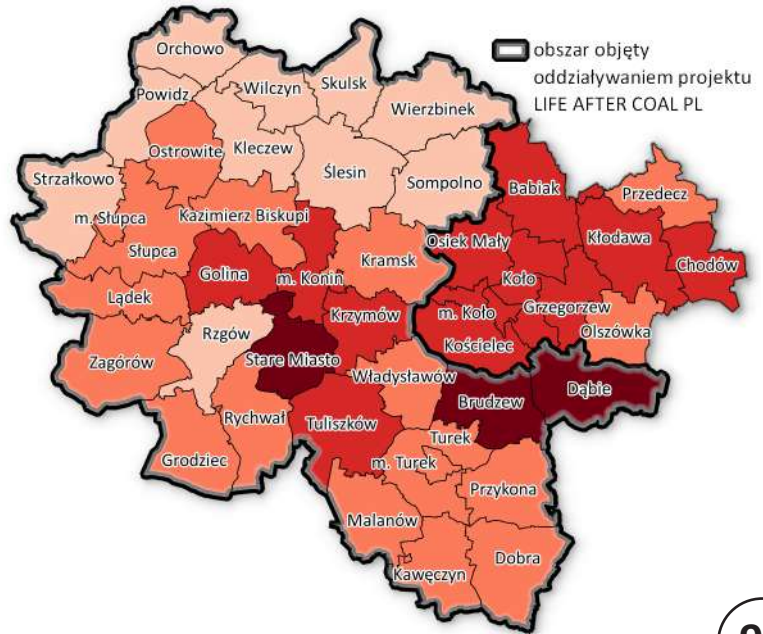 Orchowo
obszar objęty
oddziaływaniem projektu
LIFE AFTER COAL PL
Powidz
Wilczyn
Skulsk
Wierzbinek
Ostrowite
Kleczew
Ślesin
Strzałkowo
Sompolno
Babiak
Przedecz
m. Słupca
Kazimierz Biskupi
Słupca
Osiek Mały
Kłodawa
Golina
m. Konin
Kramsk
Koło
Chodów
Lądek
Krzymów
m. Koło
Grzegorzew
Rzgów
Olszówka
Zagórów
Stare Miasto
Kościelec
Władysławów
Brudzew
Dąbie
Rychwał
Tuliszków
Turek
Grodziec
m. Turek
Przykona
Malanów
Dobra
Kawęczyn